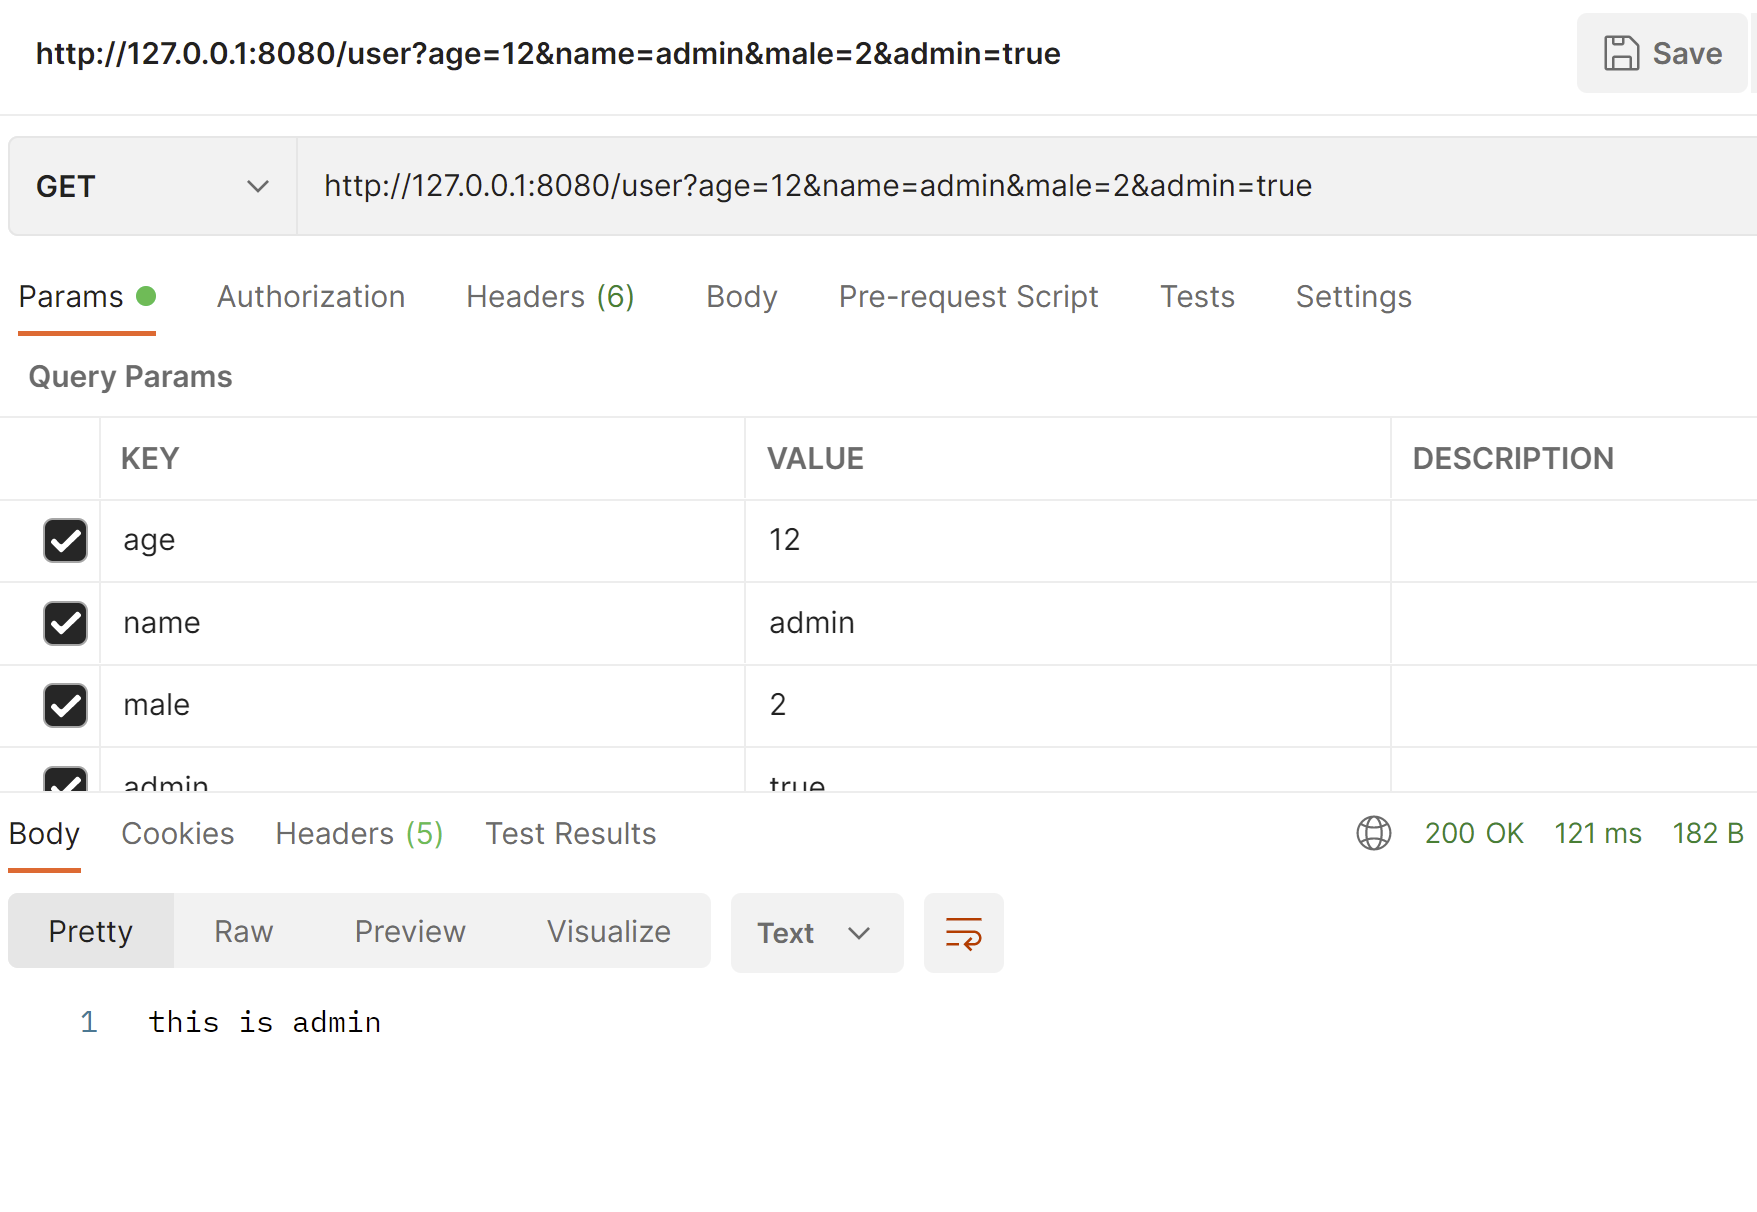 http://127.0.0.1:8080/user?age=12&name=admin&male=2&admin=true
Save
GET
http://127.0.0.1:8080/user?age=12&name=admin&male=2&admin=true
Params Authorization Headers (6) Body Pre-request Script Tests Settings
Query Params
KEY VALUE DESCRIPTION
age 12
name admin
male 2
admin true
Body Cookies Headers (5) Test Results 200 OK 121 ms 182 B
Pretty Raw Preview Visualize Text
1 this is admin